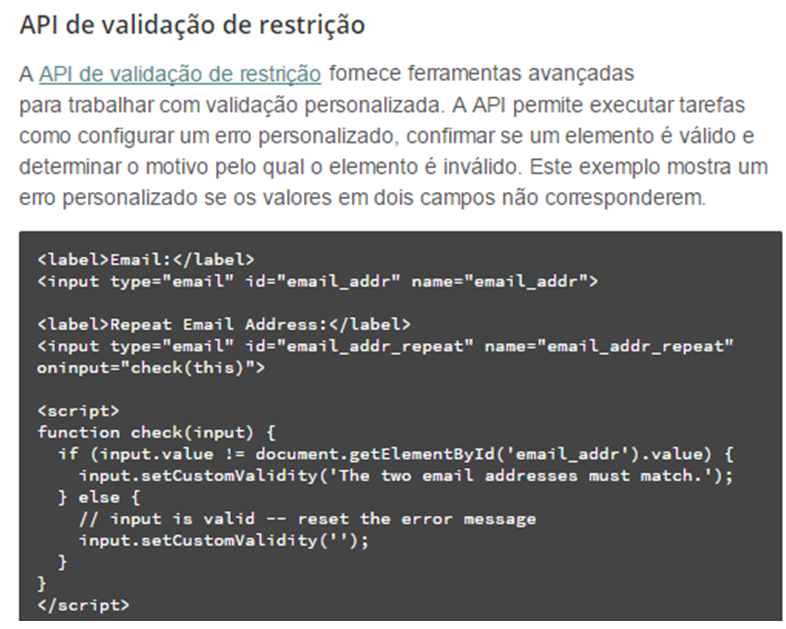 API de validação de restrição
A API de validação de restrição fornece ferramentas avançadas
para trabalhar com validação personalizada. A API permite executar tarefas
como configurar um erro personalizado, confirmar se um elemento é válido e
determinar o motivo pelo qual o elemento é inválido. Este exemplo mostra um
erro personalizado se os valores em dois campos não corresponderem.
<label>Email:</label>
<input type="email" id="email_addr" name="email_addr">
<label>Repeat Email Address:</label>
<input type="email" id="email_addr_repeat" name="email_addr_repeat"
oninput="check(this)">
<script>
function check(input) {
  if (input.value != document.getElementById('email_addr').value) {
    input.setCustomValidity('The two email addresses must match.');
  } else {
    // input is valid -- reset the error message
    input.setCustomValidity('');
  }
}
</script>